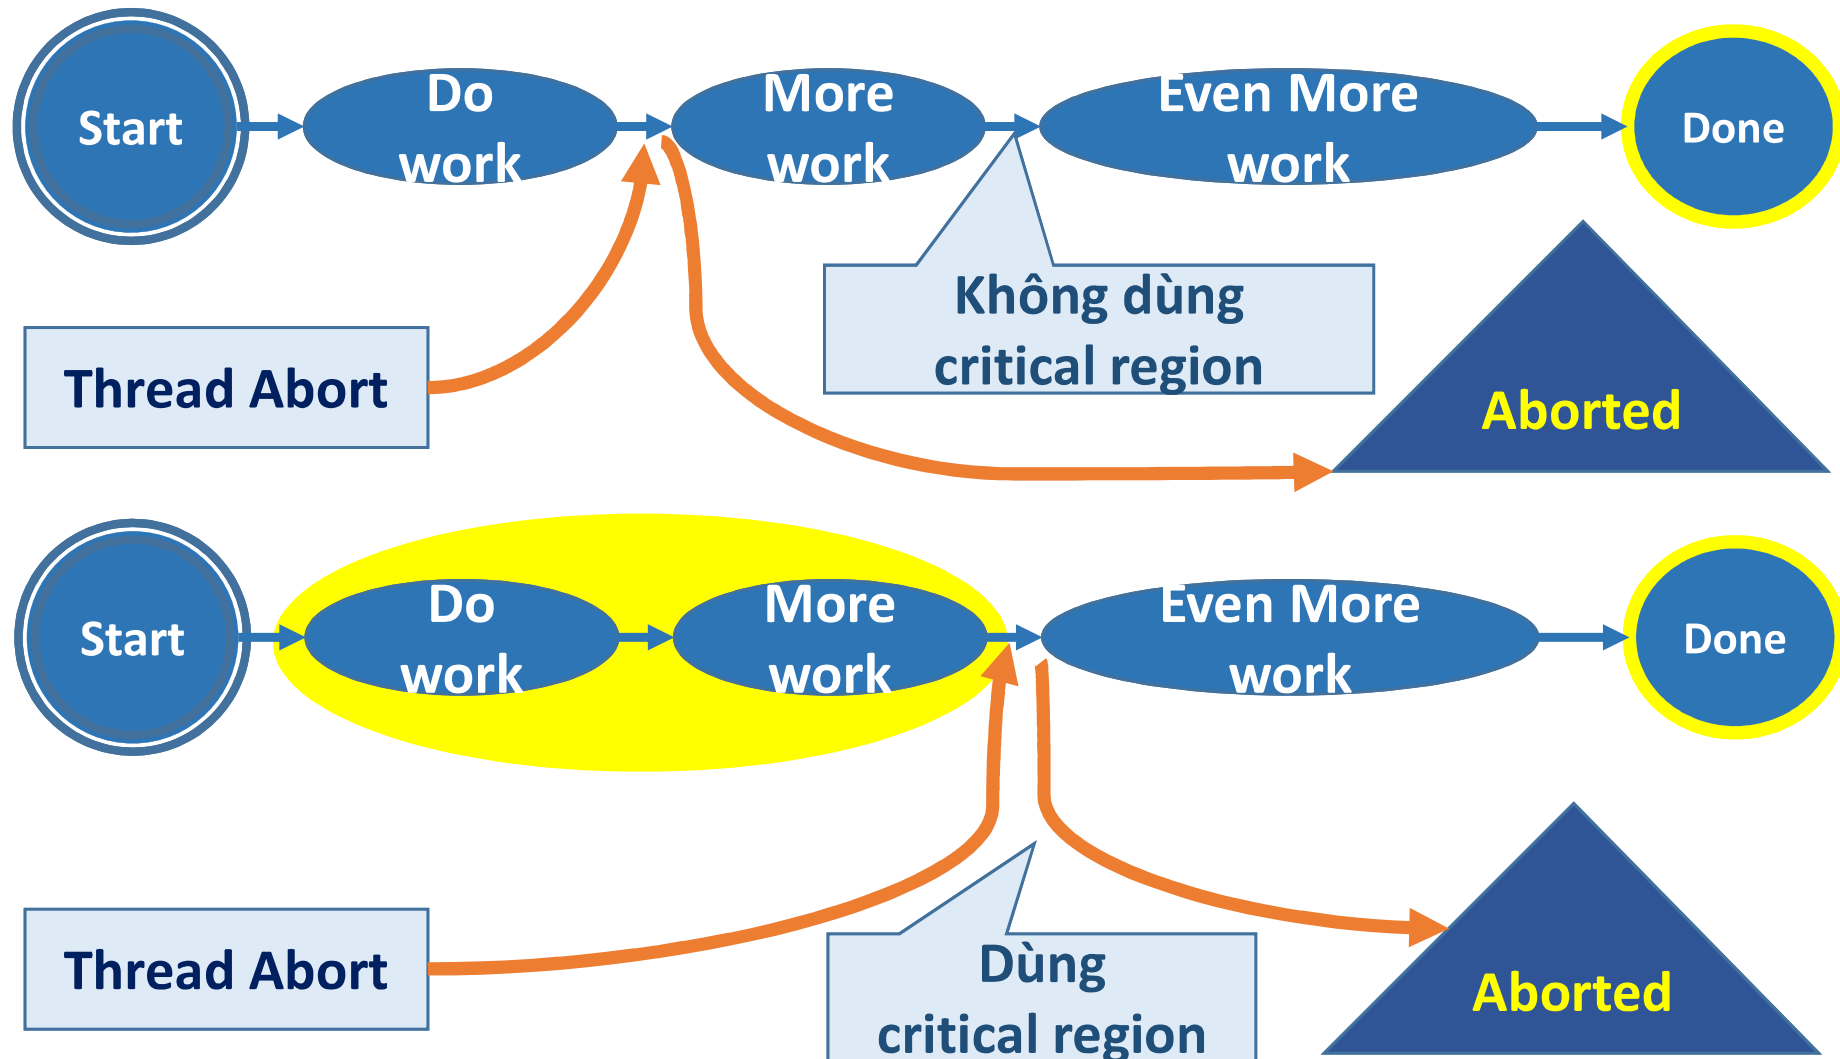 Start
Do
work
More
work
Even More
work
Done
Không dùng
critical region
Thread Abort
Aborted
Start
Do
work
More
work
Even More
work
Done
Thread Abort
Dùng
critical region
Aborted